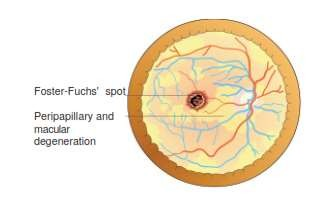 Foster-Fuchs' spot
Peripapillary and
macular
degeneration